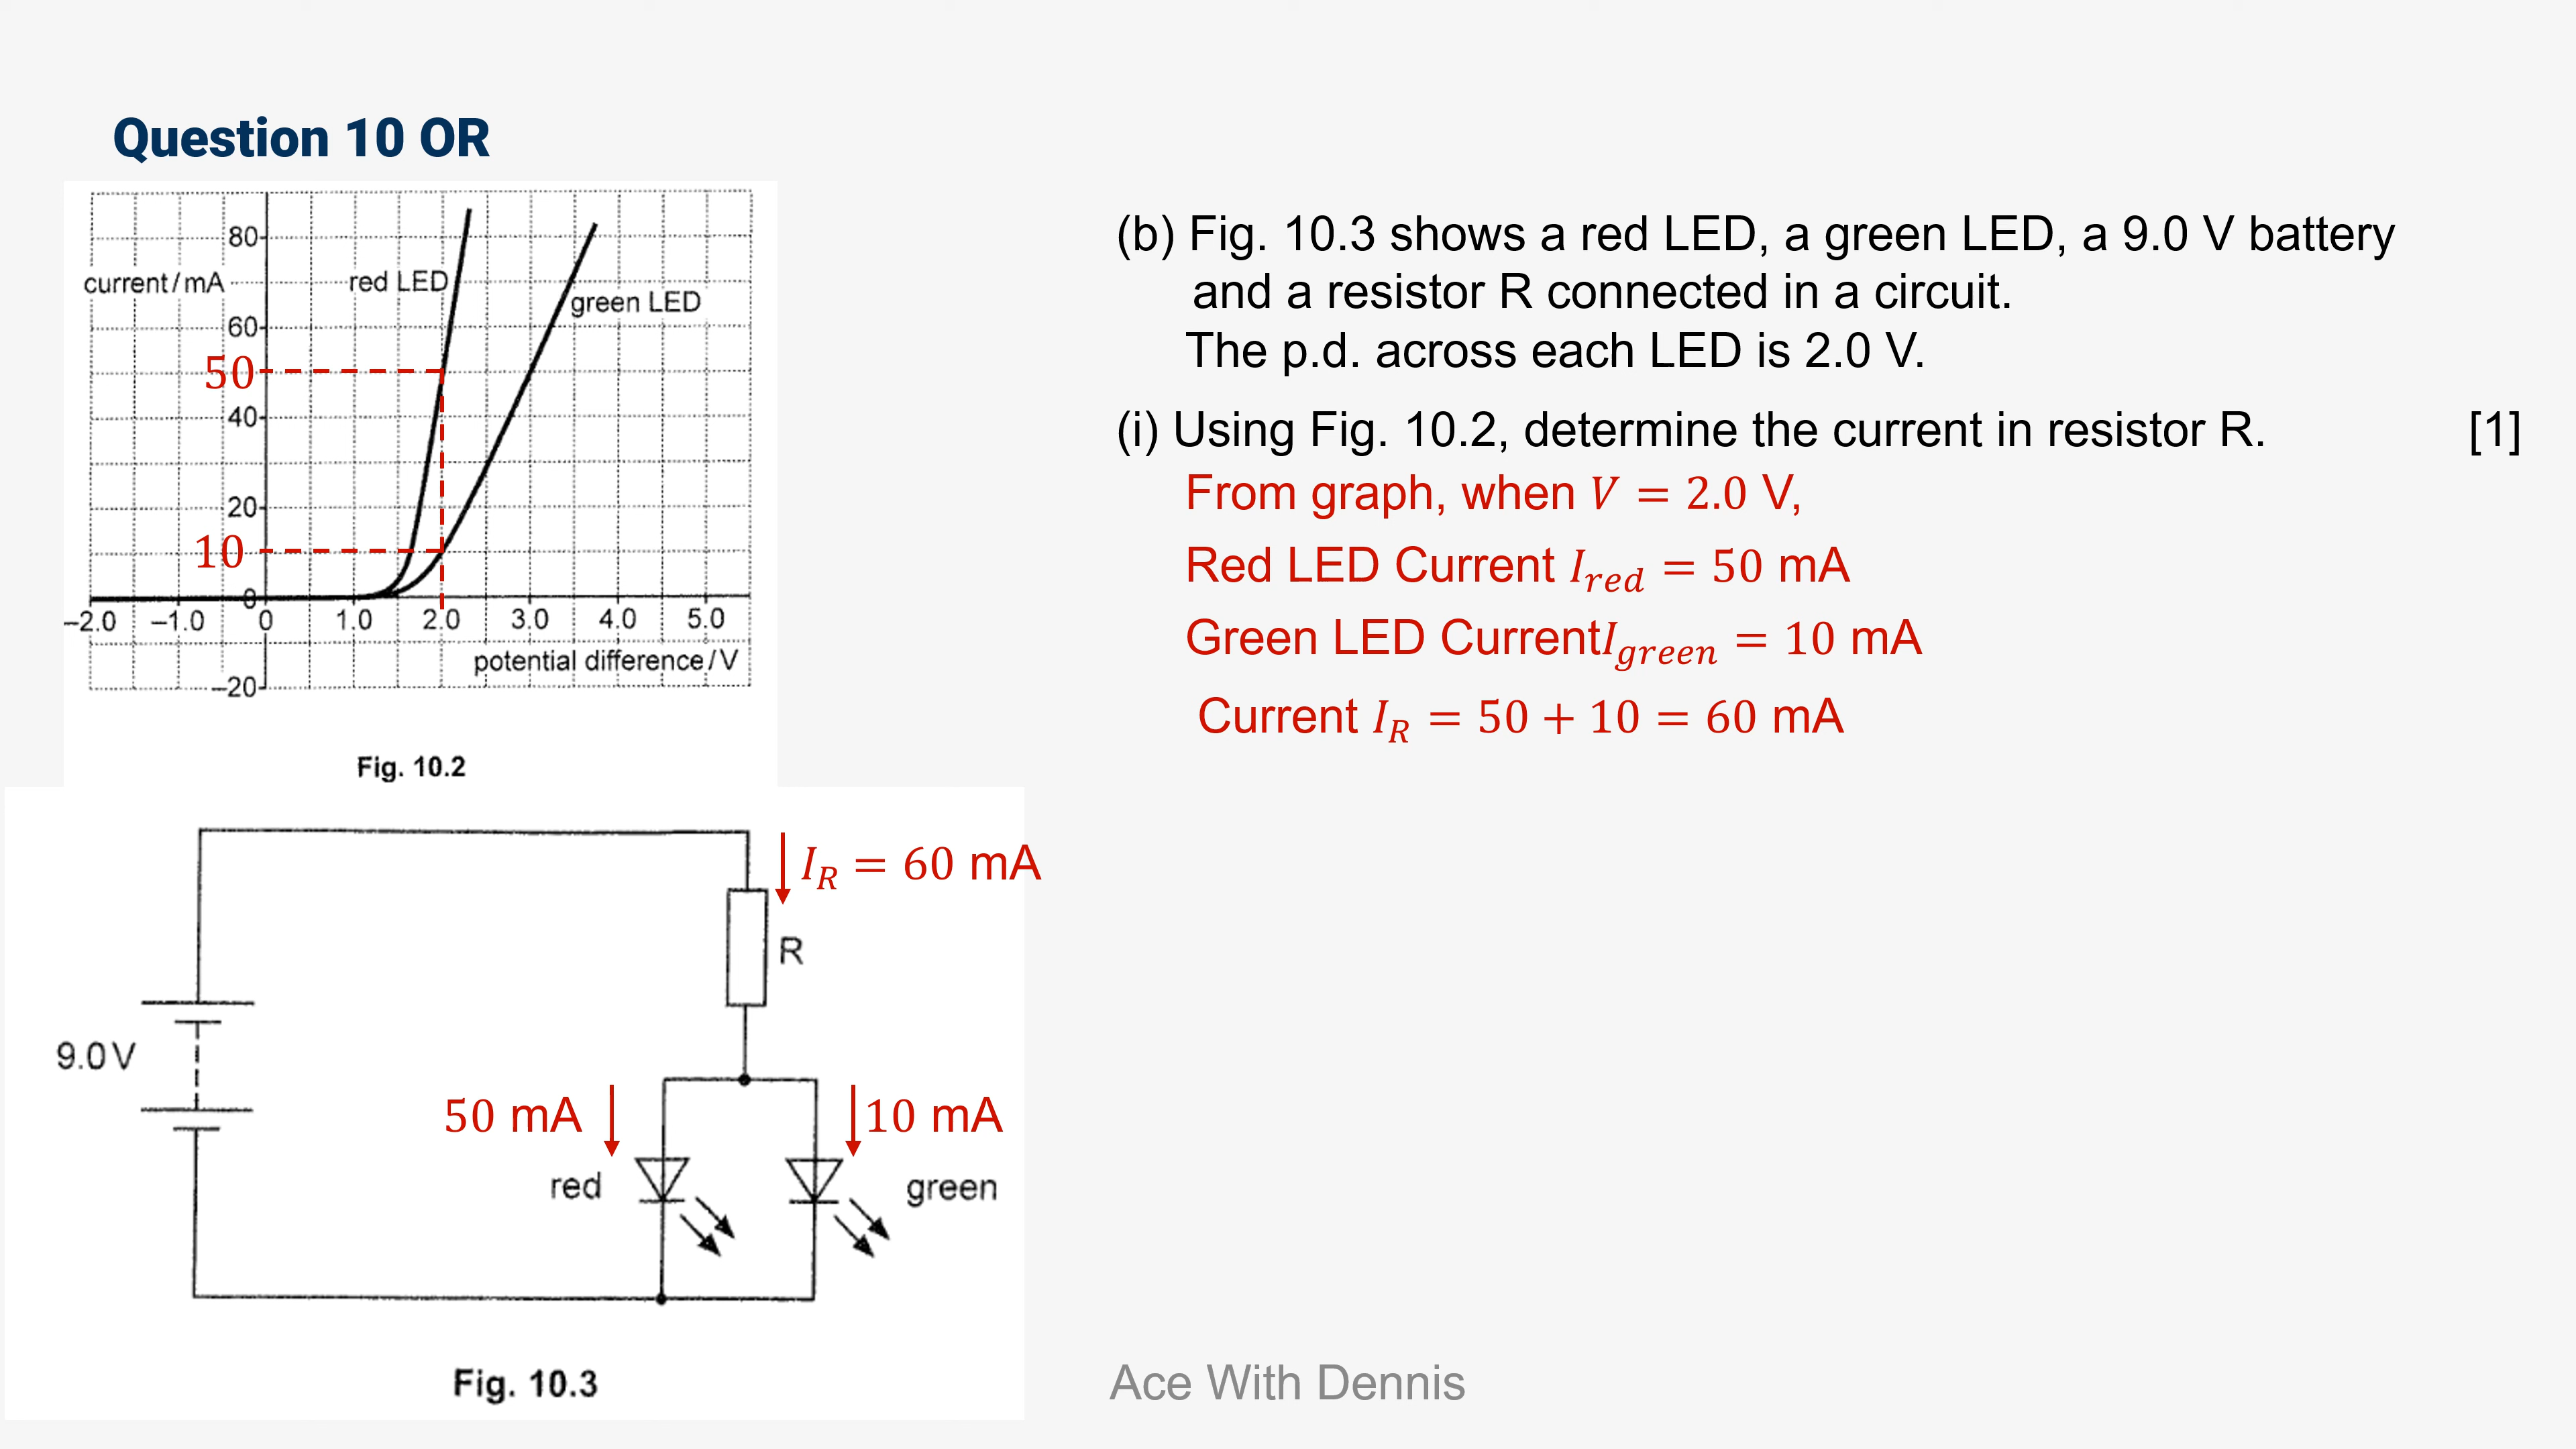 Question 10 OR
80
current/mA
red LED
green LED
60
50
40
20
10
0
–2.0 –1.0 0 1.0 2.0 3.0 4.0 5.0
potential difference/V
–20
Fig. 10.2
I_R = 60 mA
R
9.0V
50 mA
10 mA
red
green
Fig. 10.3
(b) Fig. 10.3 shows a red LED, a green LED, a 9.0 V battery
and a resistor R connected in a circuit.
The p.d. across each LED is 2.0 V.
(i) Using Fig. 10.2, determine the current in resistor R. [1]
From graph, when V = 2.0 V,
Red LED Current I_red = 50 mA
Green LED CurrentI_green = 10 mA
Current I_R = 50 + 10 = 60 mA
Ace With Dennis